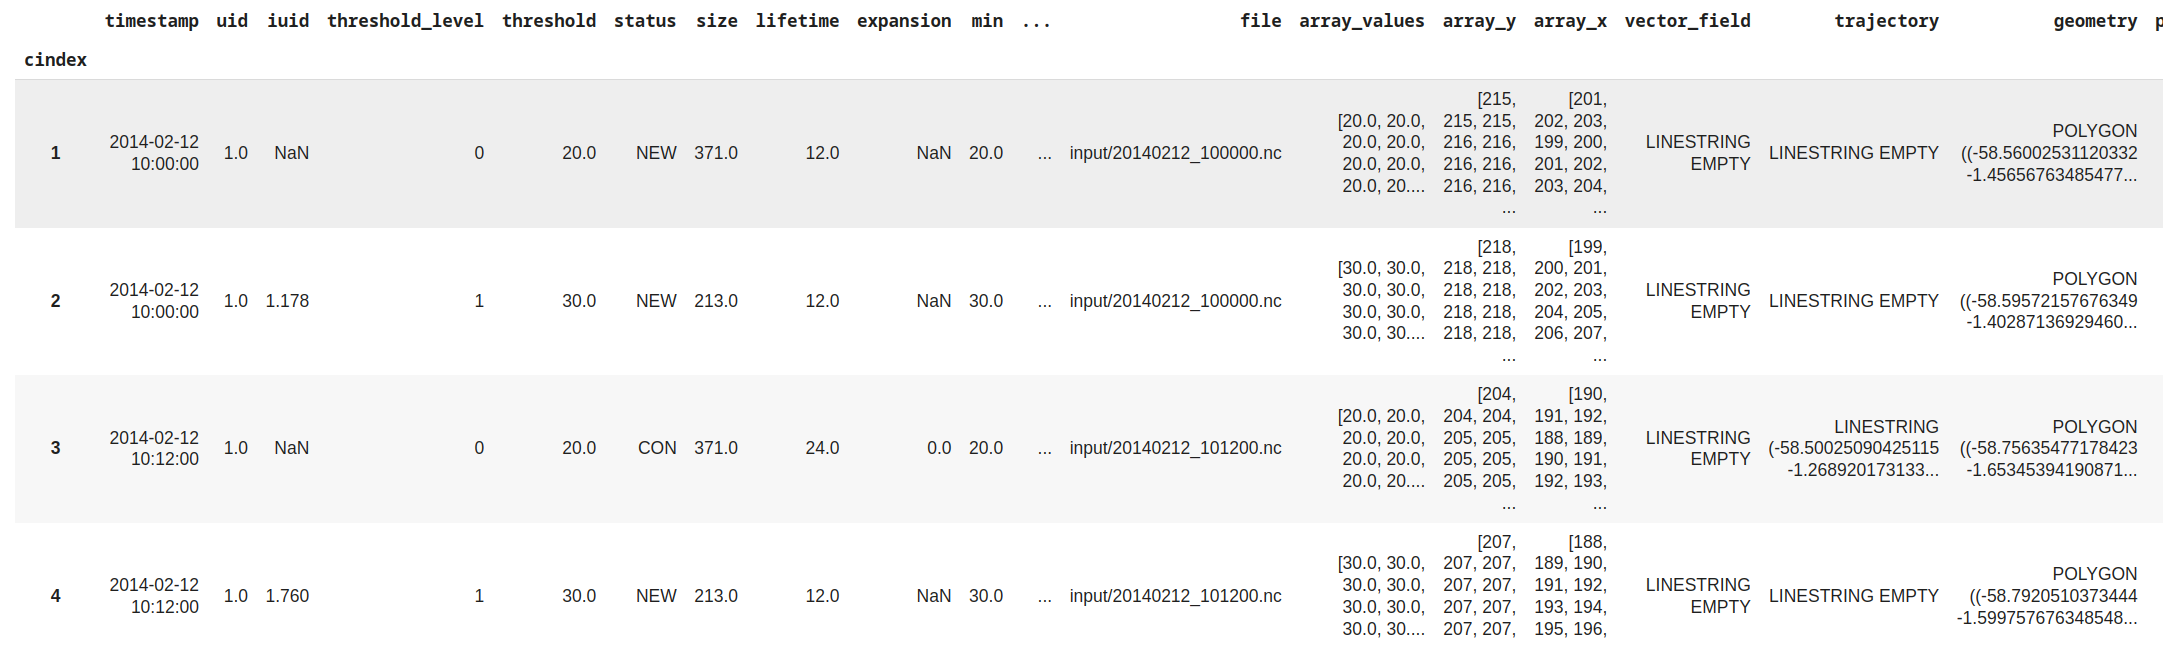 timestamp uid iuid threshold_level threshold status size lifetime expansion min ... file array_values array_y array_x vector_field trajectory geometry p
cindex
[215, [201,
[20.0, 20.0, 215, 215, 202, 203, POLYGON
2014-02-12 20.0, 20.0, 216, 216, 199, 200, LINESTRING
1 1.0 NaN 0 20.0 NEW 371.0 12.0 NaN 20.0 ... input/20140212_100000.nc LINESTRING EMPTY ((-58.56002531120332
10:00:00 20.0, 20.0, 216, 216, 201, 202, EMPTY
20.0, 20.... 216, 216, 203, 204, -1.45656763485477...
... ...
[218, [199,
[30.0, 30.0, 218, 218, 200, 201, POLYGON
2014-02-12 30.0, 30.0, 218, 218, 202, 203, LINESTRING
2 1.0 1.178 1 30.0 NEW 213.0 12.0 NaN 30.0 ... input/20140212_100000.nc LINESTRING EMPTY ((-58.59572157676349
10:00:00 30.0, 30.0, 218, 218, 204, 205, EMPTY
30.0, 30.... 218, 218, 206, 207, -1.40287136929460...
... ...
[204, [190,
[20.0, 20.0, 204, 204, 191, 192, LINESTRING POLYGON
2014-02-12 20.0, 20.0, 205, 205, 188, 189, LINESTRING
3 1.0 NaN 0 20.0 CON 371.0 24.0 0.0 20.0 ... input/20140212_101200.nc (-58.50025090425115 ((-58.75635477178423
10:12:00 20.0, 20.0, 205, 205, 190, 191, EMPTY
20.0, 20.... 205, 205, 192, 193, -1.268920173133... -1.65345394190871...
... ...
[207, [188,
[30.0, 30.0, 207, 207, 189, 190, POLYGON
2014-02-12 30.0, 30.0, 207, 207, 191, 192, LINESTRING
4 1.0 1.760 1 30.0 NEW 213.0 12.0 NaN 30.0 ... input/20140212_101200.nc LINESTRING EMPTY ((-58.7920510373444
10:12:00 30.0, 30.0, 207, 207, 193, 194, EMPTY
30.0, 30.... 207, 207, 195, 196, -1.599757676348548...